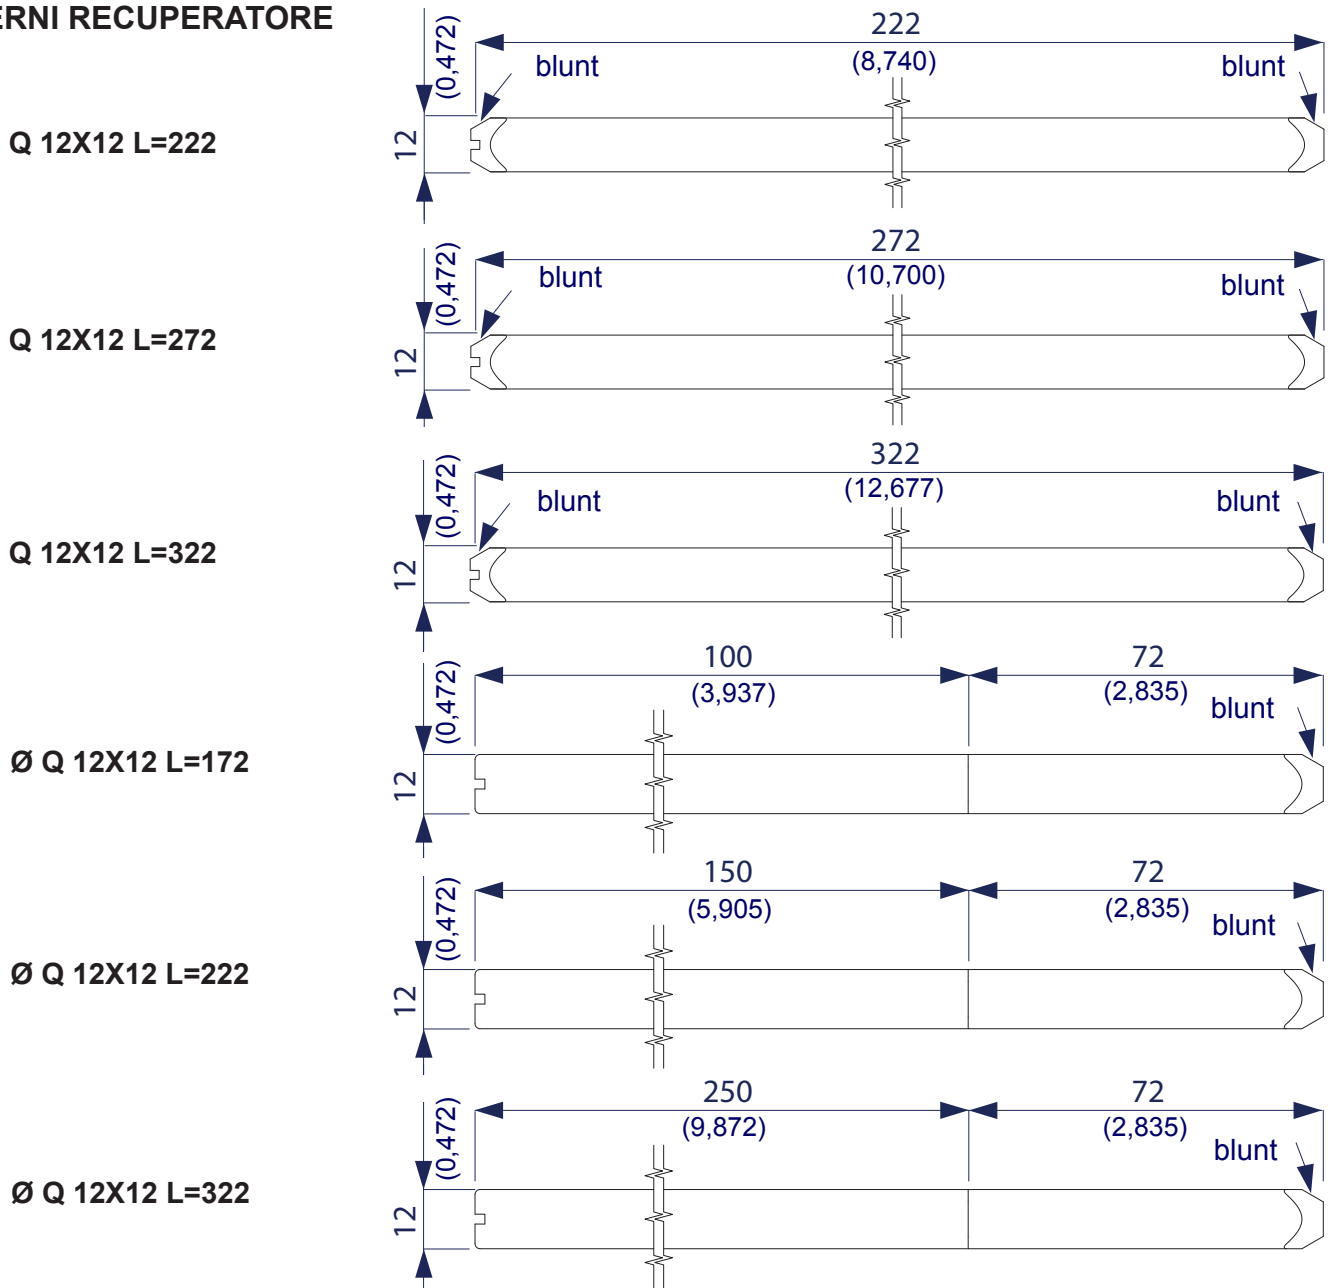 RECUPERATORE
222
(8,740)
(0,472)
blunt
blunt
12
Q 12X12 L=222
272
(10,700)
(0,472)
blunt
blunt
12
Q 12X12 L=272
322
(12,677)
(0,472)
blunt
blunt
12
Q 12X12 L=322
100
(3,937)
72
(2,835)
(0,472)
blunt
12
Ø Q 12X12 L=172
150
(5,905)
72
(2,835)
(0,472)
blunt
12
Ø Q 12X12 L=222
250
(9,872)
72
(2,835)
(0,472)
blunt
12
Ø Q 12X12 L=322